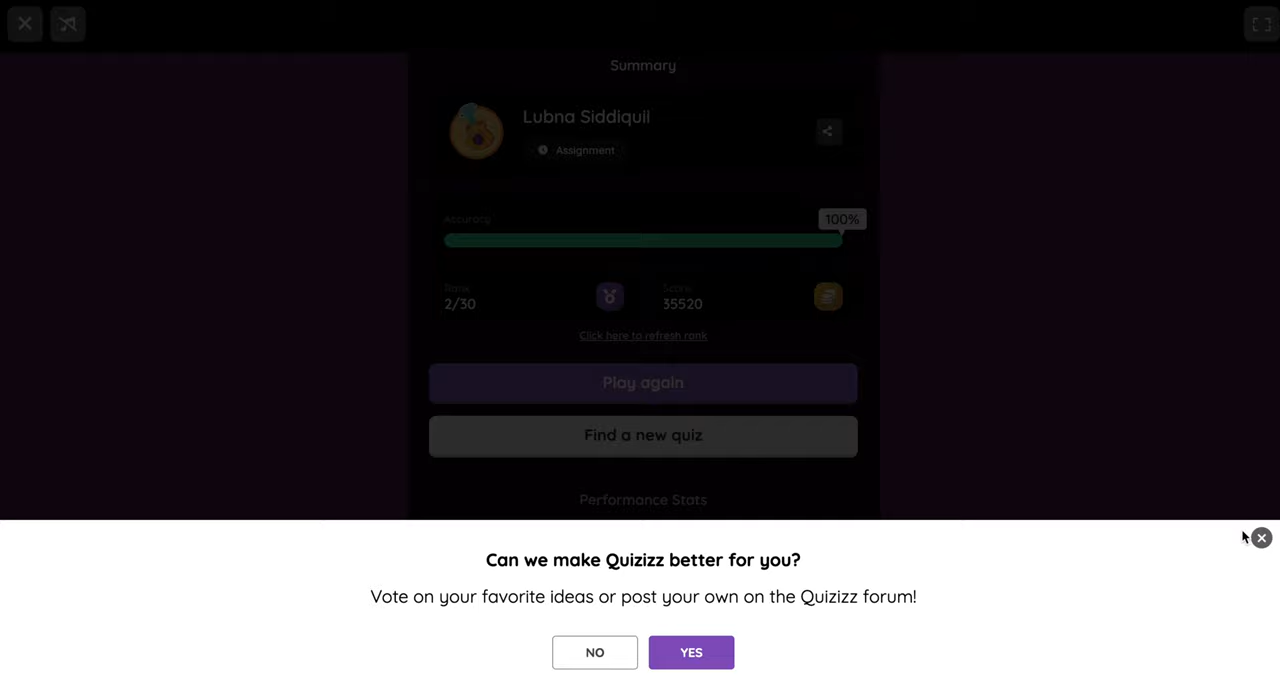 Summary
Lubna Siddiquil
Assignment
Accuracy
100%
Rank
2/30
Score
35520
Click here to refresh rank
Play again
Find a new quiz
Performance Stats
Can we make Quizizz better for you?
Vote on your favorite ideas or post your own on the Quizizz forum!
NO
YES